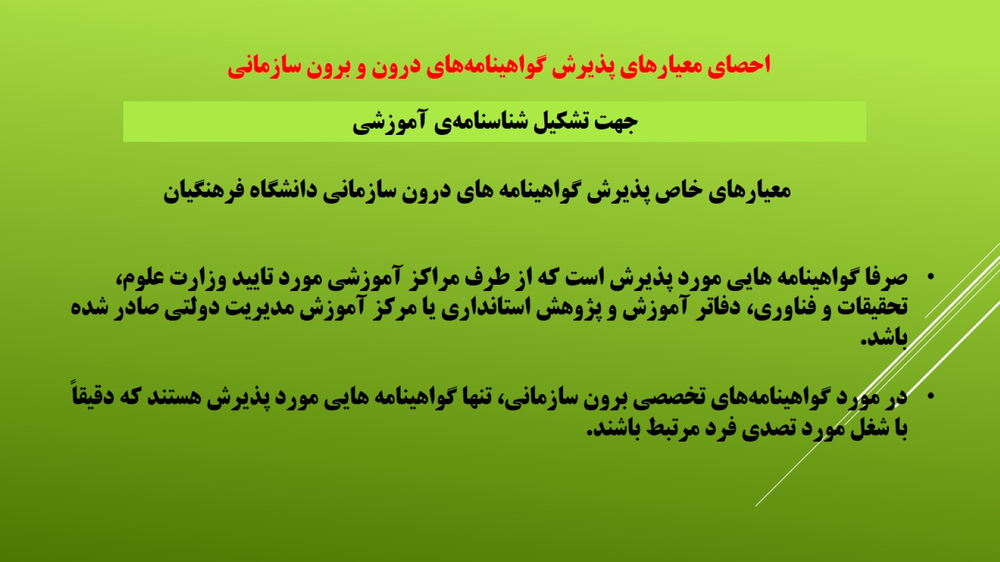 احصای معیارهای پذیرش گواهینامه‌های درون و برون سازمانی
جهت تشکیل شناسنامه‌ی آموزشی
معیارهای خاص پذیرش گواهینامه های درون سازمانی دانشگاه فرهنگیان
• صرفا گواهینامه هایی مورد پذیرش است که از طرف مراکز آموزشی مورد تایید وزارت علوم،
تحقیقات و فناوری، دفاتر آموزش و پژوهش استانداری یا مرکز آموزش مدیریت دولتی صادر شده
باشد.
• در مورد گواهینامه‌های تخصصی برون سازمانی، تنها گواهینامه هایی مورد پذیرش هستند که دقیقاً
با شغل مورد تصدی فرد مرتبط باشند.